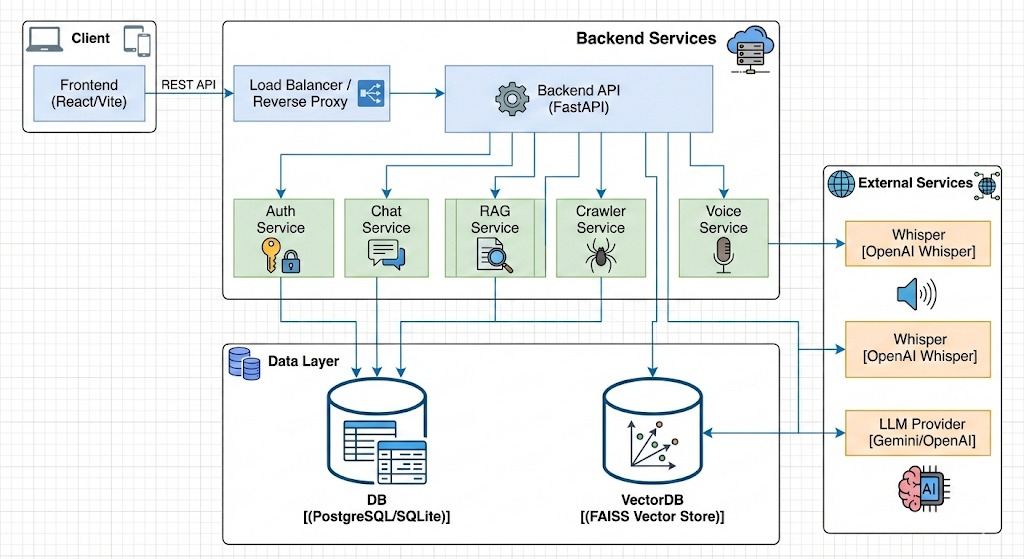 Client
Frontend
(React/Vite)
REST API
Backend Services
Load Balancer /
Reverse Proxy
Backend API
(FastAPI)
Auth
Service
Chat
Service
RAG
Service
Crawler
Service
Voice
Service
External Services
Whisper
[OpenAI Whisper]
Whisper
[OpenAI Whisper]
LLM Provider
[Gemini/OpenAI]
AI
Data Layer
DB
[(PostgreSQL/SQLite)]
VectorDB
[(FAISS Vector Store)]